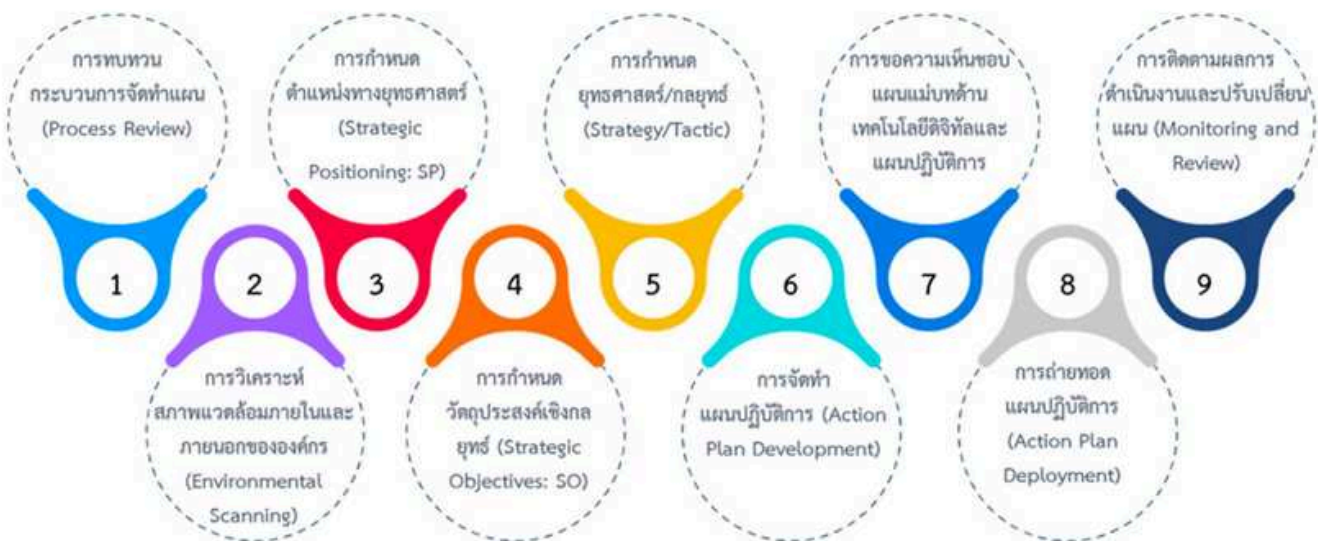 การทบทวน
กระบวนการจัดทำแผน
(Process Review)
1
2
การวิเคราะห์
สภาพแวดล้อมภายในและ
ภายนอกขององค์กร
(Environmental
Scanning)
การกำหนด
ตำแหน่งทางยุทธศาสตร์
(Strategic
Positioning: SP)
3
4
การกำหนด
วัตถุประสงค์เชิงกล
ยุทธ์ (Strategic
Objectives: SO)
การกำหนด
ยุทธศาสตร์/กลยุทธ์
(Strategy/Tactic)
5
6
การจัดทำ
แผนปฏิบัติการ (Action
Plan Development)
การขอความเห็นชอบ
แผนแม่บทด้าน
เทคโนโลยีดิจิทัลและ
แผนปฏิบัติการ
7
8
การถ่ายทอด
แผนปฏิบัติการ
(Action Plan
Deployment)
การติดตามผลการ
ดำเนินงานและปรับเปลี่ยน
แผน (Monitoring and
Review)
9